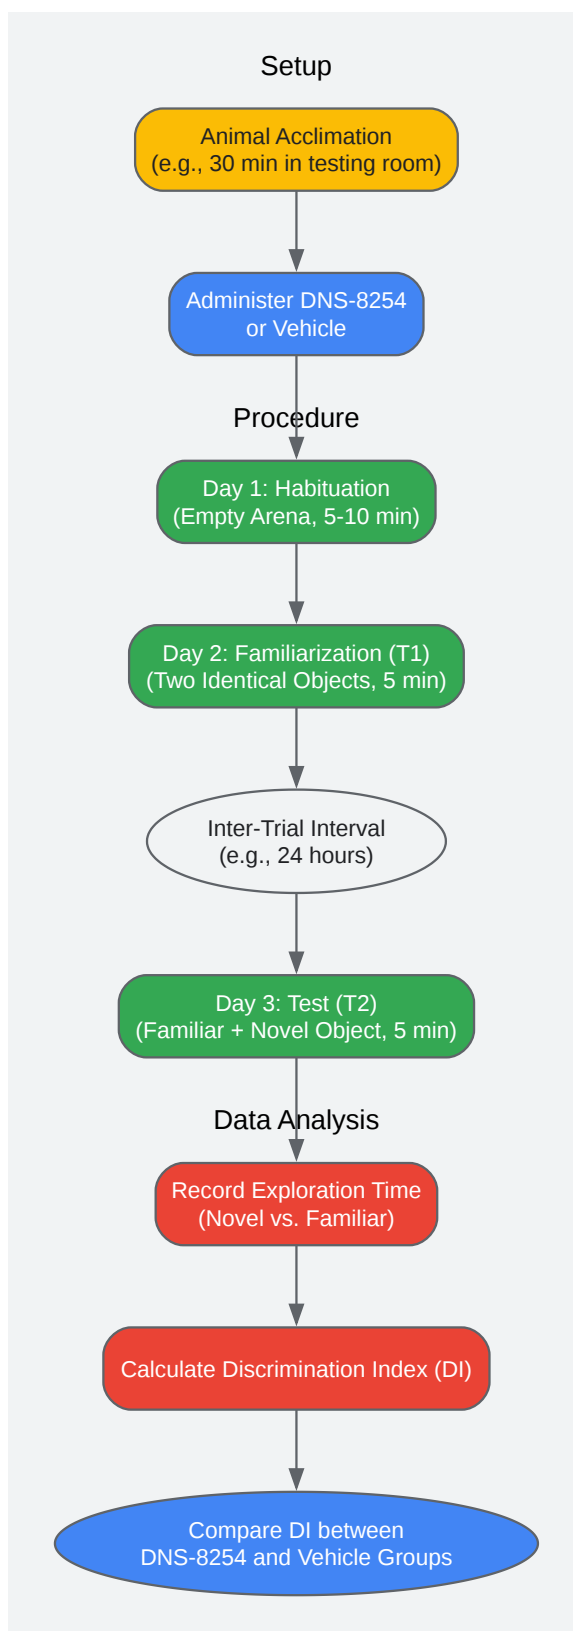 Setup
Animal Acclimation
(e.g., 30 min in testing room)
Administer DNS-8254
or Vehicle
Procedure
Day 1: Habituation
(Empty Arena, 5-10 min)
Day 2: Familiarization (T1)
(Two Identical Objects, 5 min)
Inter-Trial Interval
(e.g., 24 hours)
Day 3: Test (T2)
(Familiar + Novel Object, 5 min)
Data Analysis
Record Exploration Time
(Novel vs. Familiar)
Calculate Discrimination Index (DI)
Compare DI between
DNS-8254 and Vehicle Groups